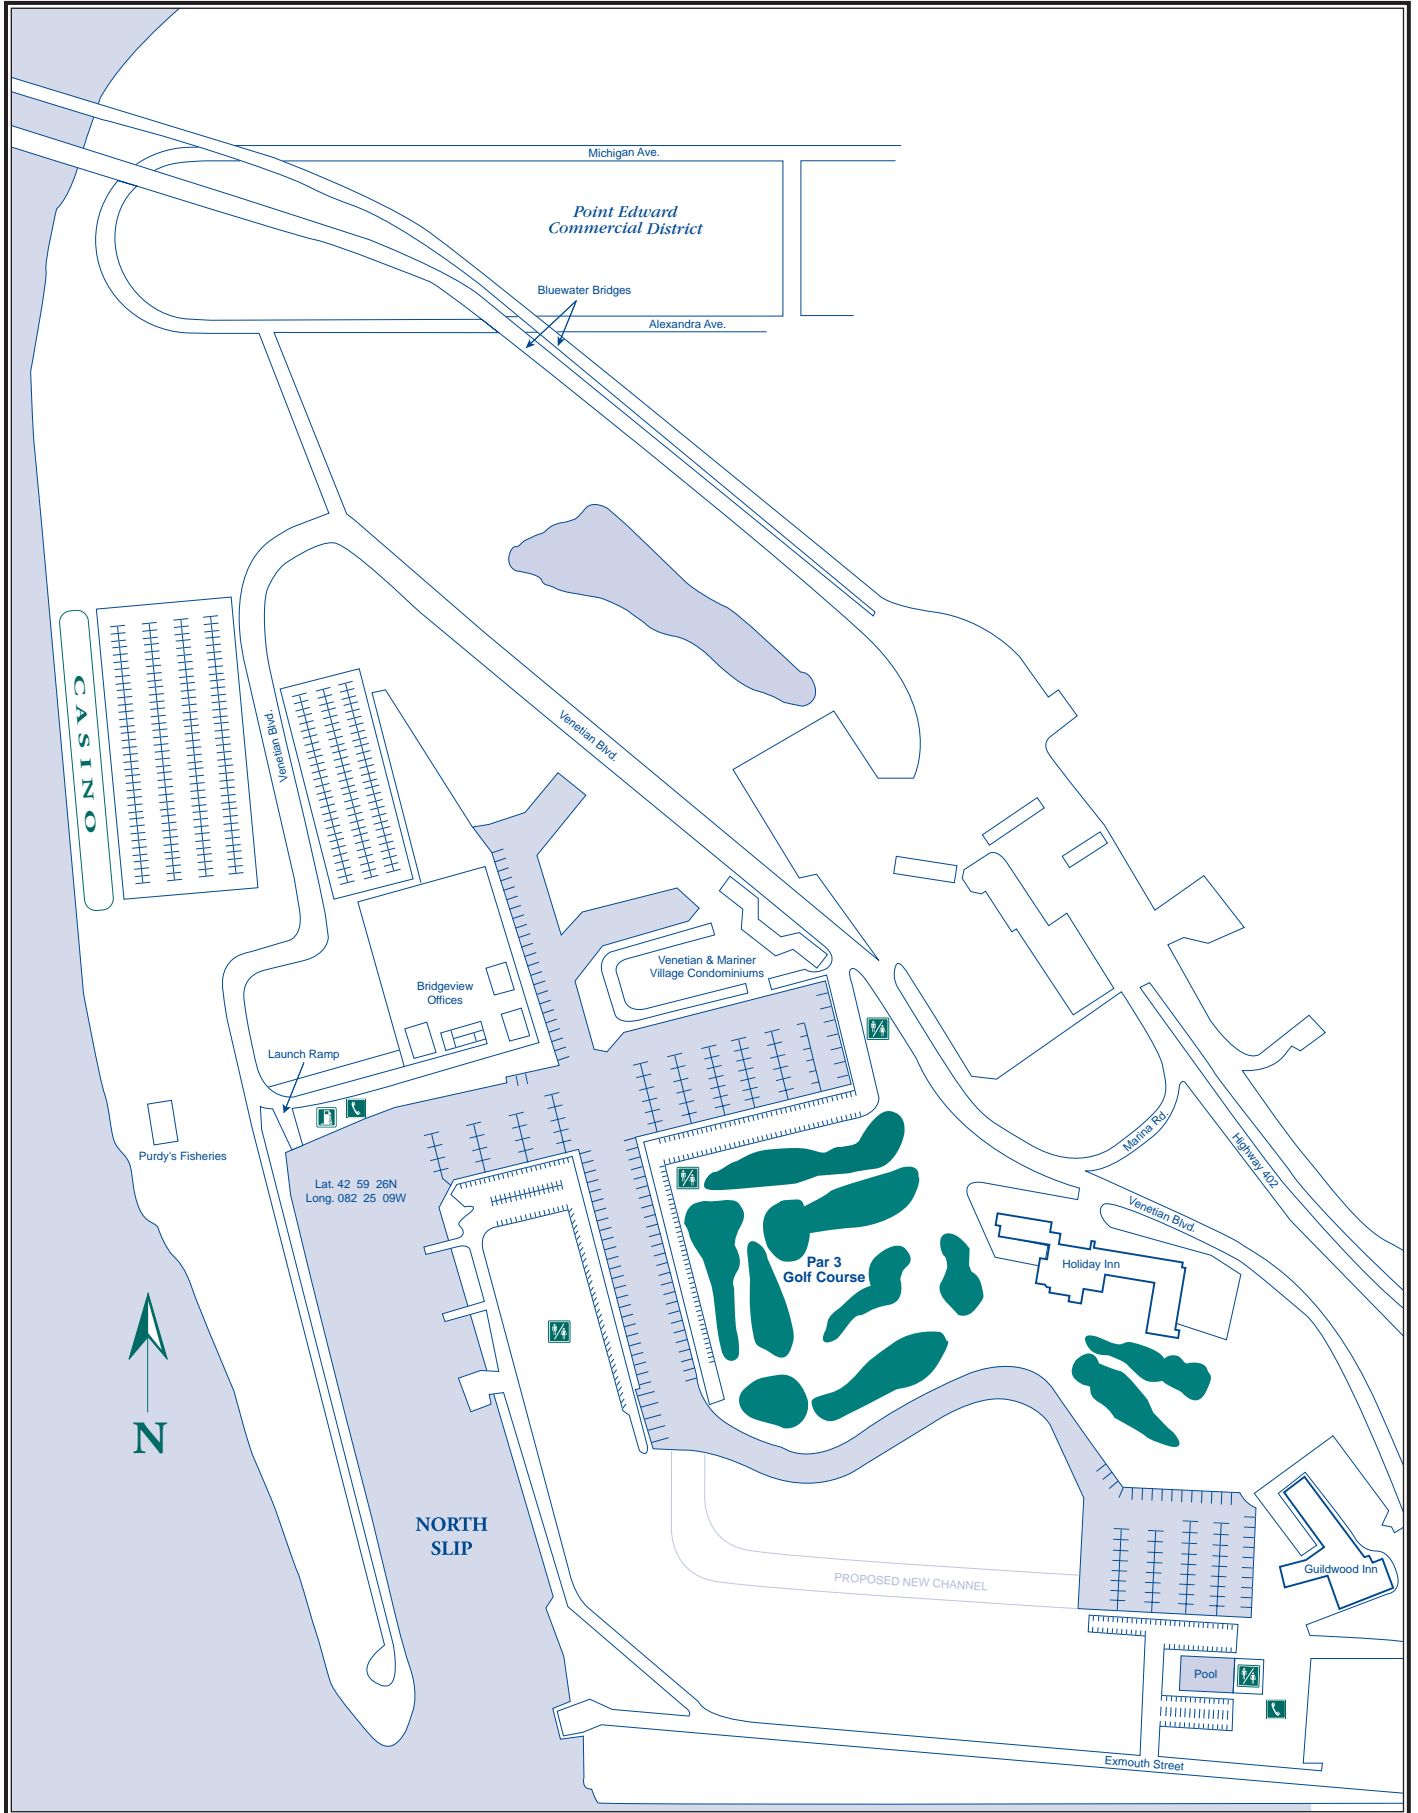 Michigan Ave.
Point Edward
Commercial District
Bluewater Bridges
Alexandra Ave.
CASINO
Venetian Blvd.
Venetian Blvd.
Venetian & Mariner
Village Condominiums
Bridgeview
Offices
Launch Ramp
Purdy's Fisheries
Lat. 42 59 26N
Long. 082 25 09W
Marina Rd.
Highway 402
Venetian Blvd.
Par 3
Golf Course
Holiday Inn
N
NORTH
SLIP
PROPOSED NEW CHANNEL
Guildwood Inn
Pool
Exmouth Street